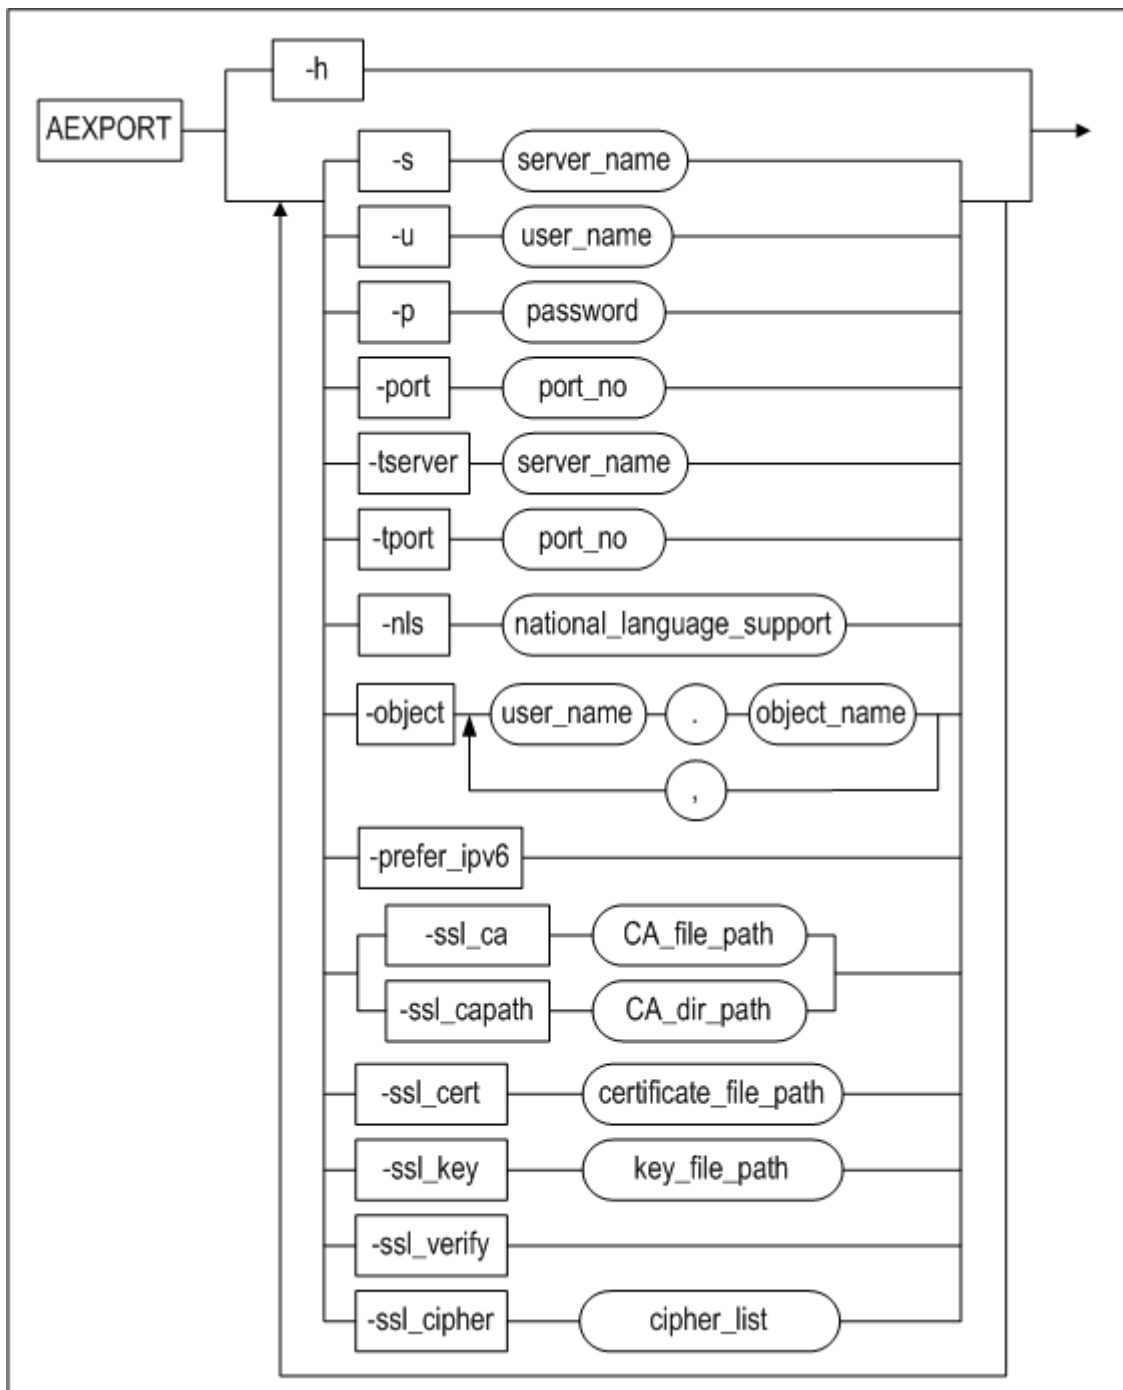 -h
AEXPORT
-s server_name
-u user_name
-p password
-port port_no
-tserver server_name
-tport port_no
-nls national_language_support
-object user_name . object_name
,
-prefer_ipv6
-ssl_ca CA_file_path
-ssl_capath CA_dir_path
-ssl_cert certificate_file_path
-ssl_key key_file_path
-ssl_verify
-ssl_cipher cipher_list